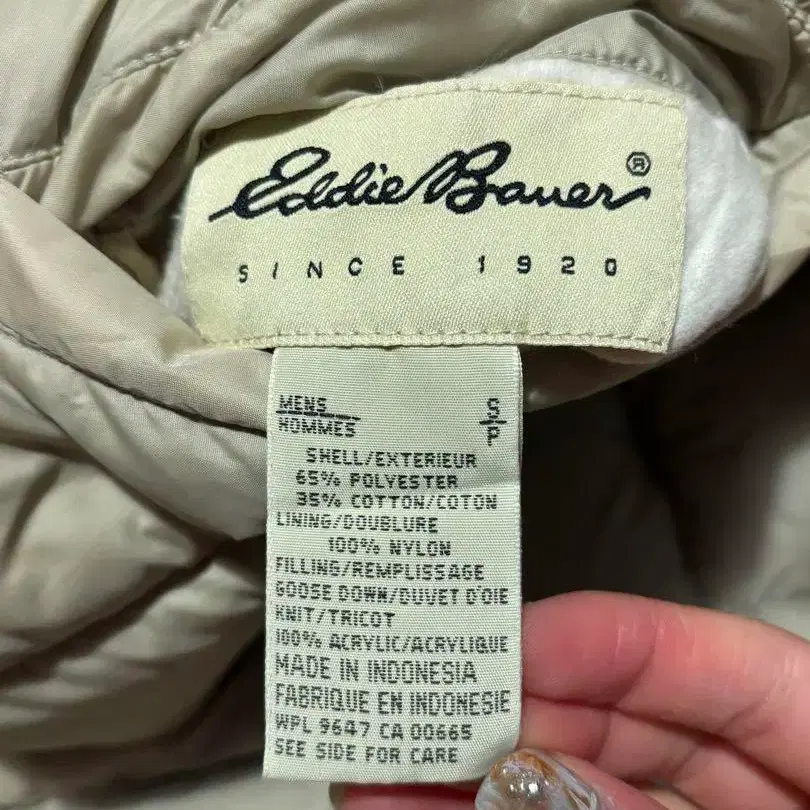 Eddie Bauer ®
SINCE 1920
MENS S
HOMMES P
SHELL/EXTERIEUR
65% POLYESTER
35% COTTON/COTON
LINING/DOUBLURE
100% NYLON
FILLING/REMPLISSAGE
GOOSE DOWN/DUVET D'OIE
KNIT/TRICOT
100% ACRYLIC/ACRYLIQUE
MADE IN INDONESIA
FABRIQUE EN INDONESIE
WPL 9647 CA 00665
SEE SIDE FOR CARE